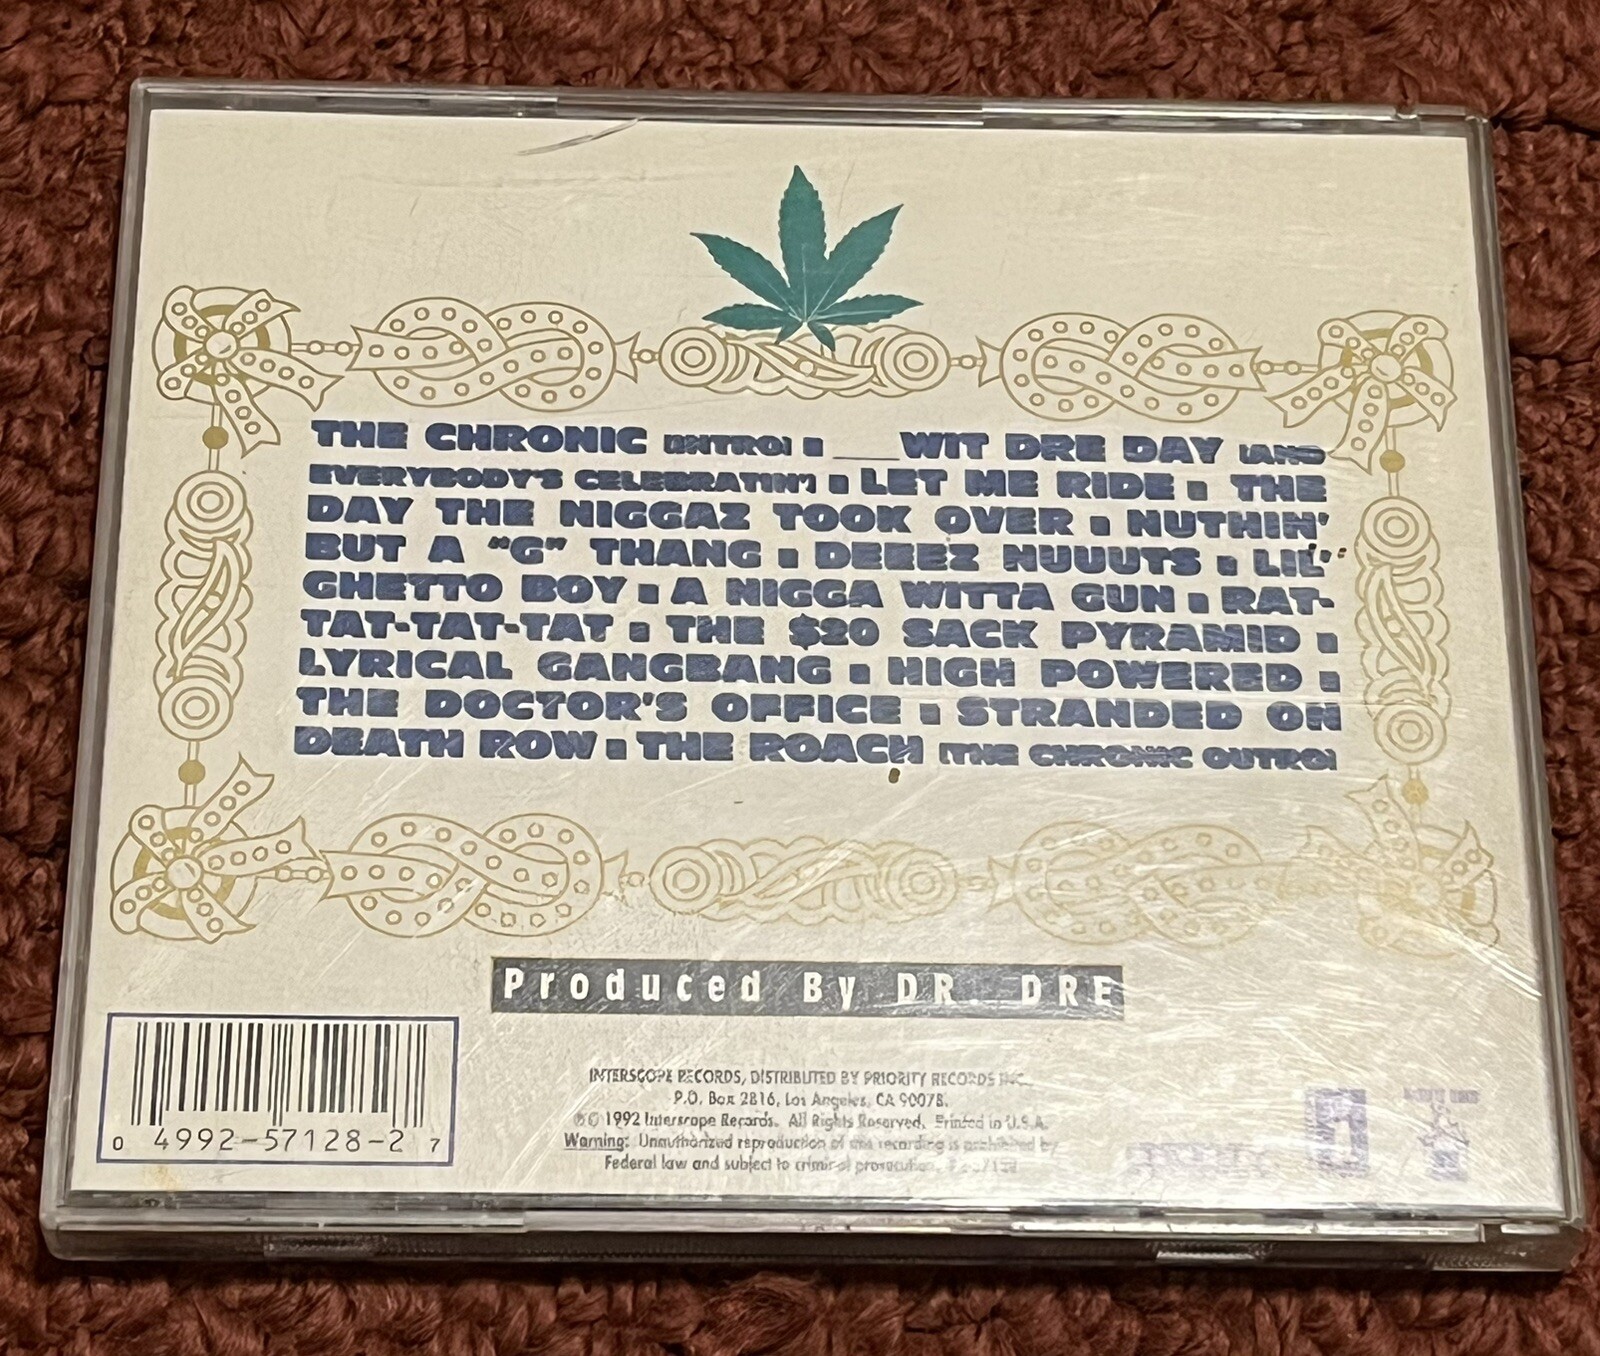 THE CHRONIC (INTRO) ■ ____WIT DRE DAY (AND
EVERYBODY'S CELEBRATIN') ■ LET ME RIDE ■ THE
DAY THE NIGGAZ TOOK OVER ■ NUTHIN'
BUT A "G" THANG ■ DEEEZ NUUUTS ■ LIL'
GHETTO BOY ■ A NIGGA WITTA GUN ■ RAT-
TAT-TAT-TAT ■ THE $20 SACK PYRAMID ■
LYRICAL GANGBANG ■ HIGH POWERED ■
THE DOCTOR'S OFFICE ■ STRANDED ON
DEATH ROW ■ THE ROACH (THE CHRONIC OUTRO)
Produced By DR. DRE
INTERSCOPE RECORDS, DISTRIBUTED BY PRIORITY RECORDS INC.
P.O. Box 2816, Los Angeles, CA 90078.
℗© 1992 Interscope Records. All Rights Reserved. Printed in U.S.A.
Warning: Unauthorized reproduction of this recording is prohibited by
Federal law and subject to criminal prosecution.
0 4992-57128-2 7